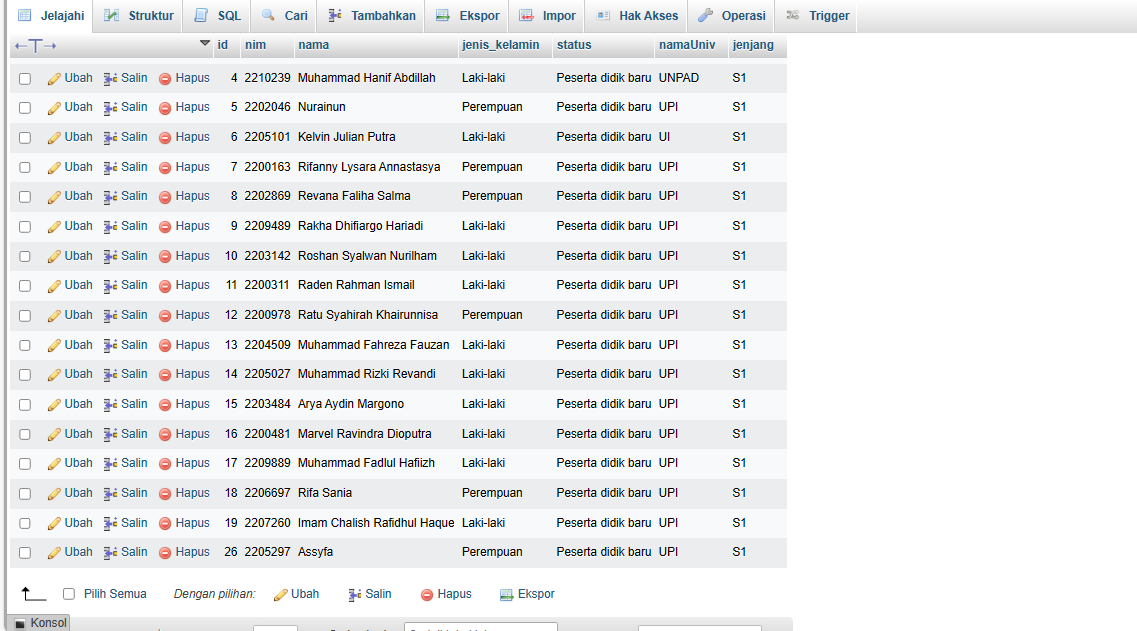 Jelajahi Struktur SQL Cari Tambahkan Ekspor Impor Hak Akses Operasi Trigger
←T→ id nim nama jenis_kelamin status namaUniv jenjang
Ubah Salin Hapus 4 2210239 Muhammad Hanif Abdillah Laki-laki Peserta didik baru UNPAD S1
Ubah Salin Hapus 5 2202046 Nurainun Perempuan Peserta didik baru UPI S1
Ubah Salin Hapus 6 2205101 Kelvin Julian Putra Laki-laki Peserta didik baru UI S1
Ubah Salin Hapus 7 2200163 Rifanny Lysara Annastasya Perempuan Peserta didik baru UPI S1
Ubah Salin Hapus 8 2202869 Revana Faliha Salma Perempuan Peserta didik baru UPI S1
Ubah Salin Hapus 9 2209489 Rakha Dhifiargo Hariadi Laki-laki Peserta didik baru UPI S1
Ubah Salin Hapus 10 2203142 Roshan Syalwan Nurilham Laki-laki Peserta didik baru UPI S1
Ubah Salin Hapus 11 2200311 Raden Rahman Ismail Laki-laki Peserta didik baru UPI S1
Ubah Salin Hapus 12 2200978 Ratu Syahirah Khairunnisa Perempuan Peserta didik baru UPI S1
Ubah Salin Hapus 13 2204509 Muhammad Fahreza Fauzan Laki-laki Peserta didik baru UPI S1
Ubah Salin Hapus 14 2205027 Muhammad Rizki Revandi Laki-laki Peserta didik baru UPI S1
Ubah Salin Hapus 15 2203484 Arya Aydin Margono Laki-laki Peserta didik baru UPI S1
Ubah Salin Hapus 16 2200481 Marvel Ravindra Dioputra Laki-laki Peserta didik baru UPI S1
Ubah Salin Hapus 17 2209889 Muhammad Fadlul Hafiizh Laki-laki Peserta didik baru UPI S1
Ubah Salin Hapus 18 2206697 Rifa Sania Perempuan Peserta didik baru UPI S1
Ubah Salin Hapus 19 2207260 Imam Chalish Rafidhul Haque Laki-laki Peserta didik baru UPI S1
Ubah Salin Hapus 26 2205297 Assyfa Perempuan Peserta didik baru UPI S1
Pilih Semua Dengan pilihan: Ubah Salin Hapus Ekspor
Konsol